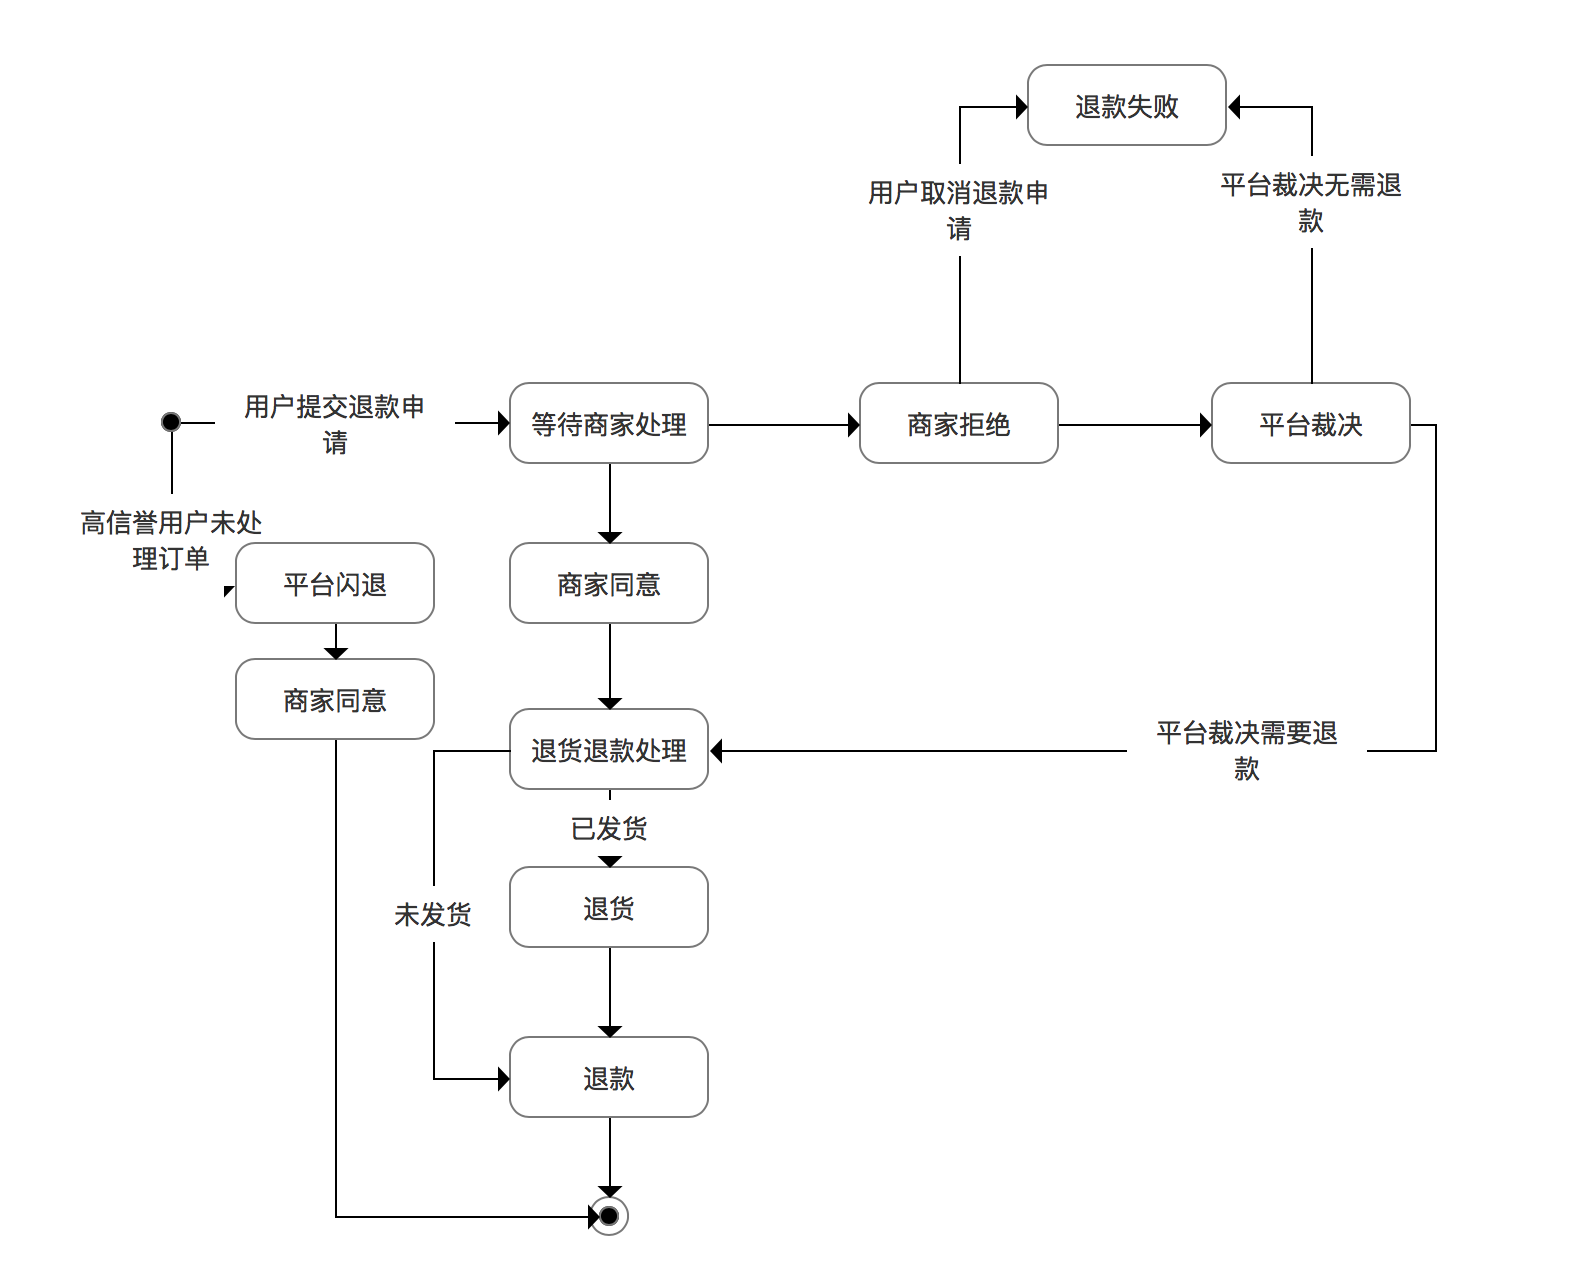 退款失败
用户取消退款申
请
平台裁决无需退
款
用户提交退款申
请
等待商家处理
商家拒绝
平台裁决
高信誉用户未处
理订单
平台闪退
商家同意
商家同意
退货退款处理
平台裁决需要退
款
已发货
未发货
退货
退款